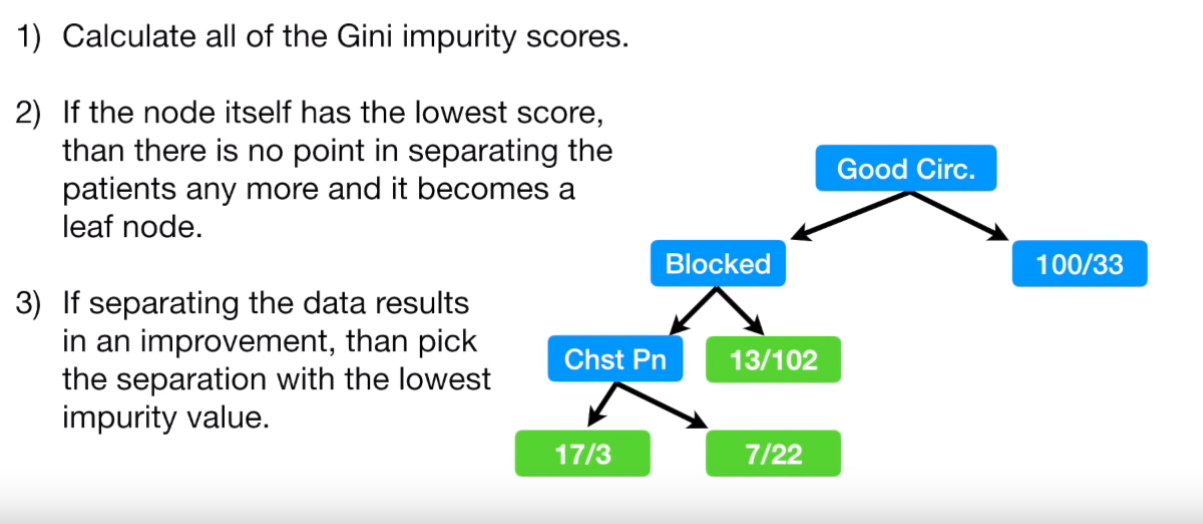 1) Calculate all of the Gini impurity scores.
2) If the node itself has the lowest score,
than there is no point in separating the
patients any more and it becomes a
leaf node.
3) If separating the data results
in an improvement, than pick
the separation with the lowest
impurity value.
Good Circ.
Blocked
100/33
Chst Pn
13/102
17/3
7/22